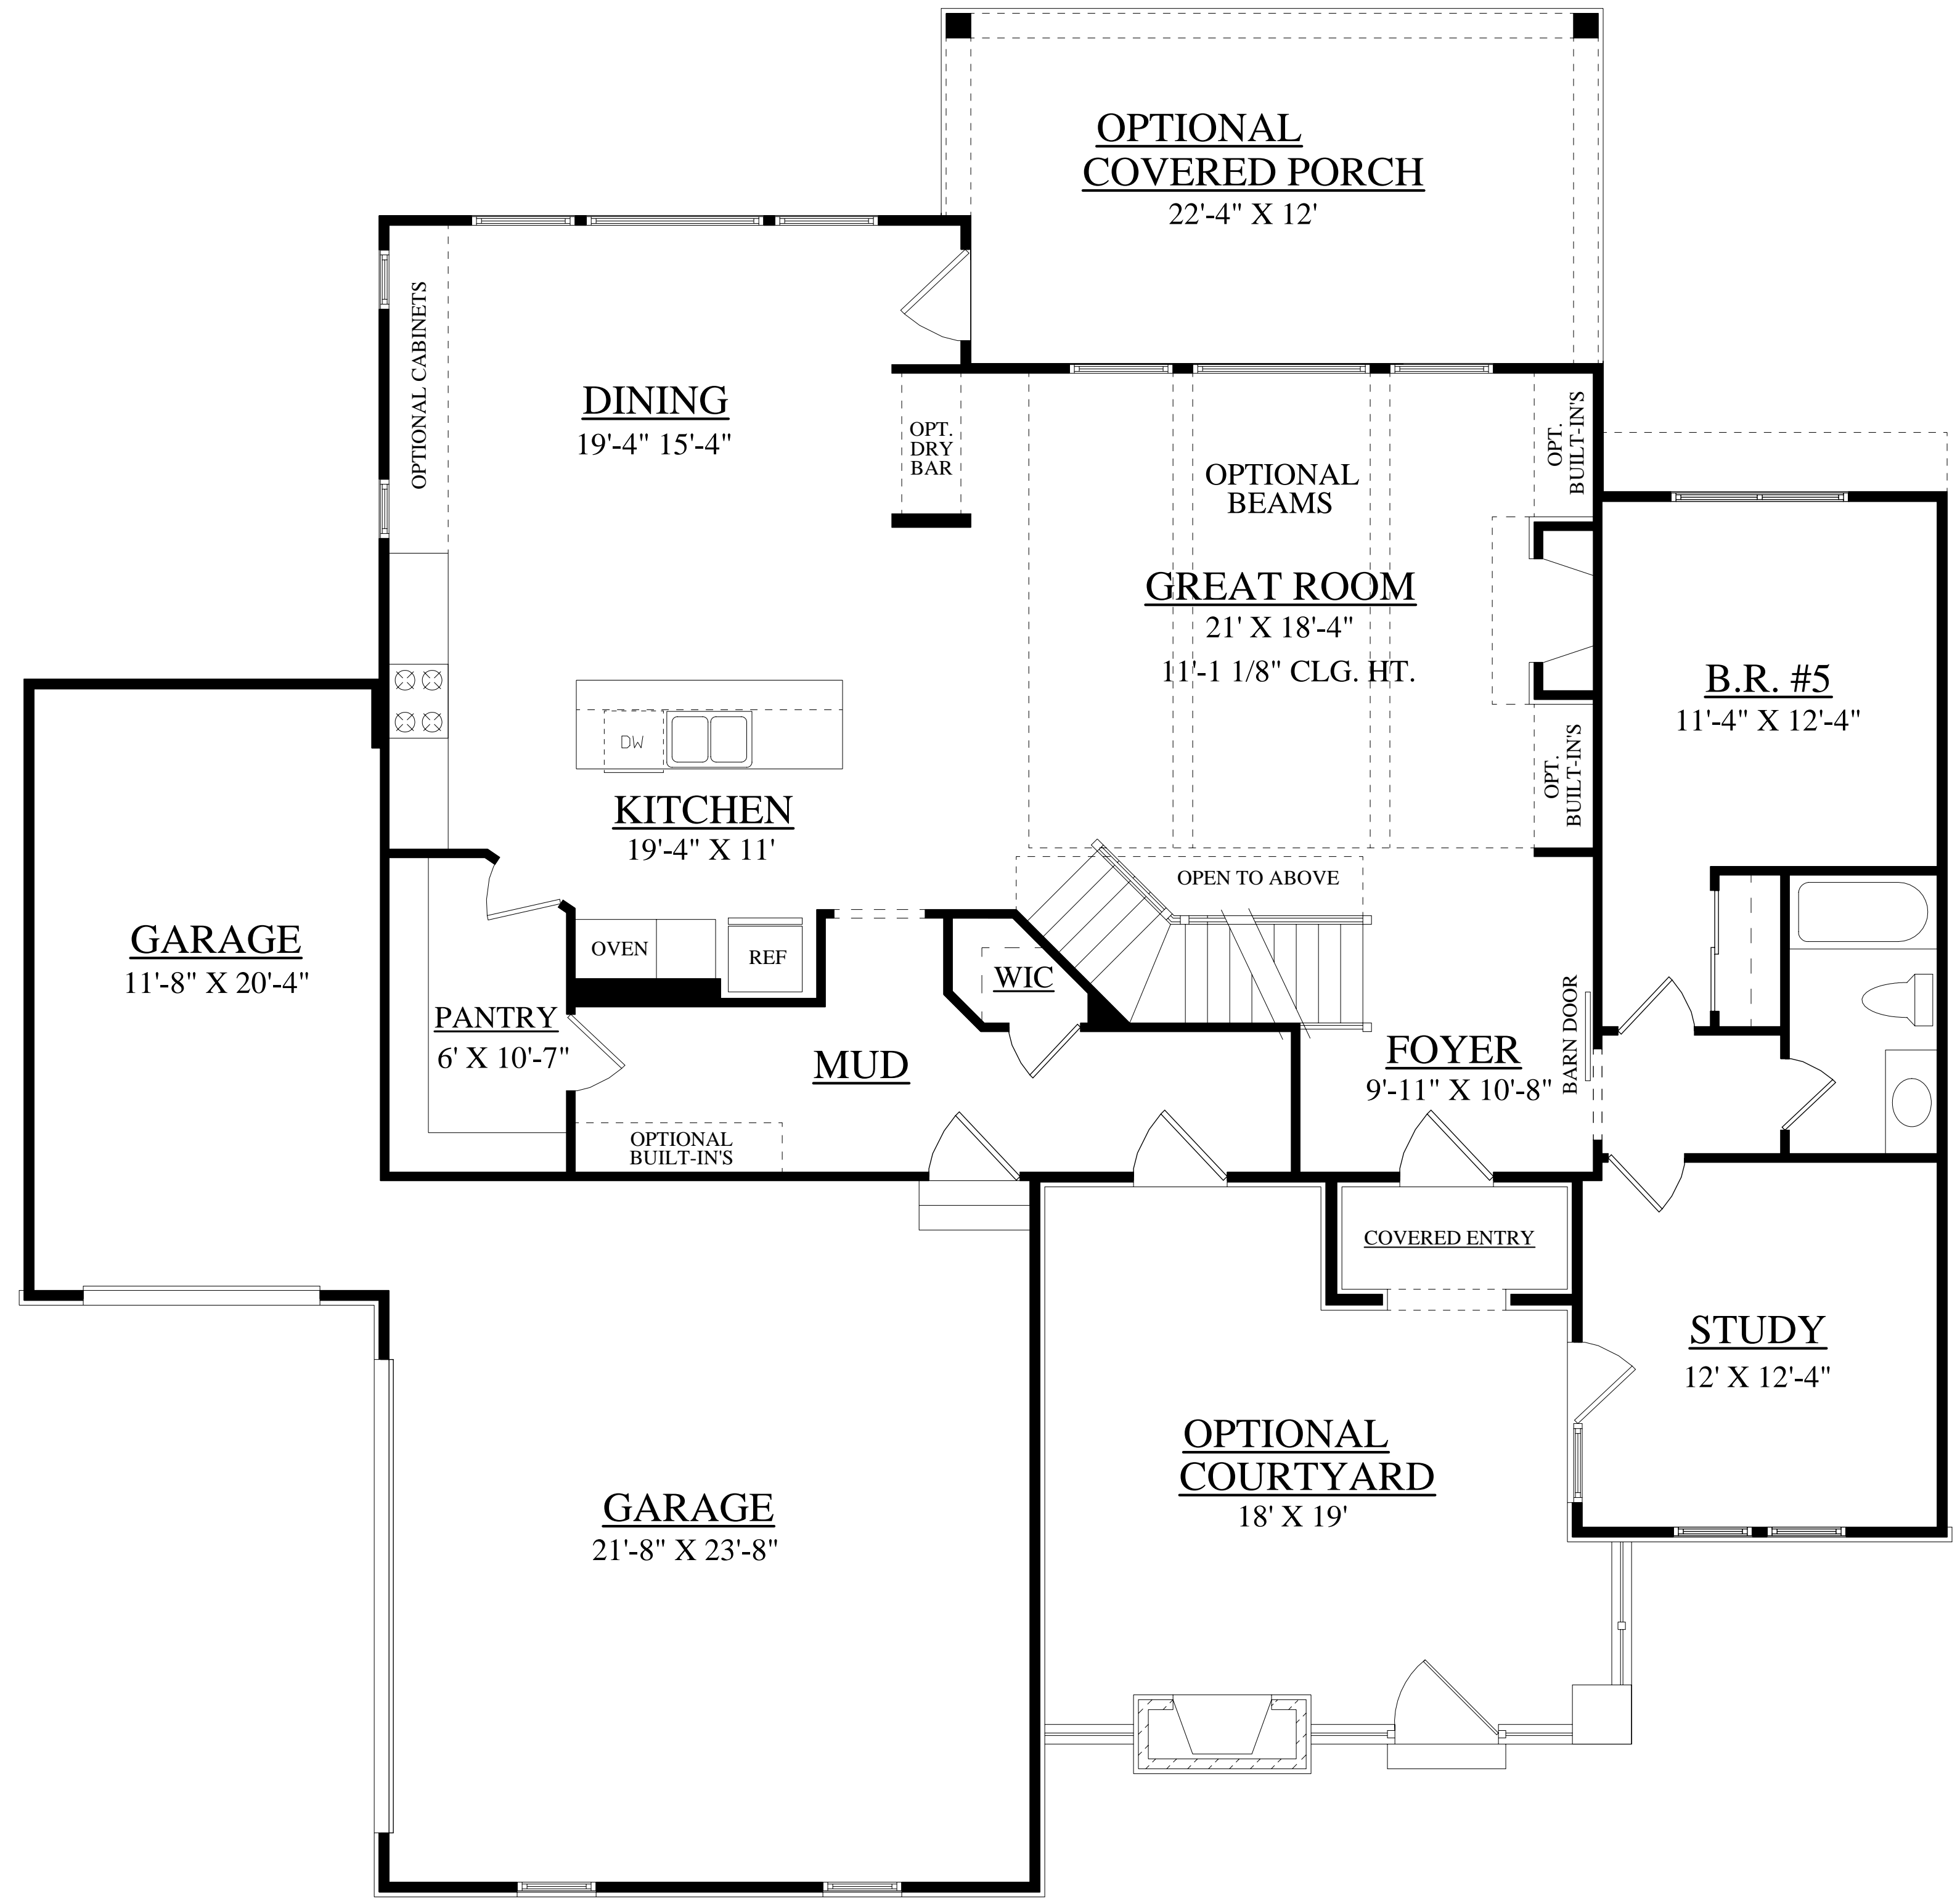 OPTIONAL
COVERED PORCH
22'-4" X 12'
OPTIONAL CABINETS
DINING
19'-4" 15'-4"
OPT.
DRY
BAR
OPTIONAL
BEAMS
OPT.
BUILT-IN'S
GREAT ROOM
21' X 18'-4"
11'-1 1/8" CLG. HT.
B.R. #5
11'-4" X 12'-4"
DW
OPT.
BUILT-IN'S
KITCHEN
19'-4" X 11'
OPEN TO ABOVE
GARAGE
11'-8" X 20'-4"
OVEN
REF
WIC
PANTRY
6' X 10'-7"
MUD
FOYER
9'-11" X 10'-8"
BARN DOOR
OPTIONAL
BUILT-IN'S
COVERED ENTRY
STUDY
12' X 12'-4"
OPTIONAL
COURTYARD
18' X 19'
GARAGE
21'-8" X 23'-8"